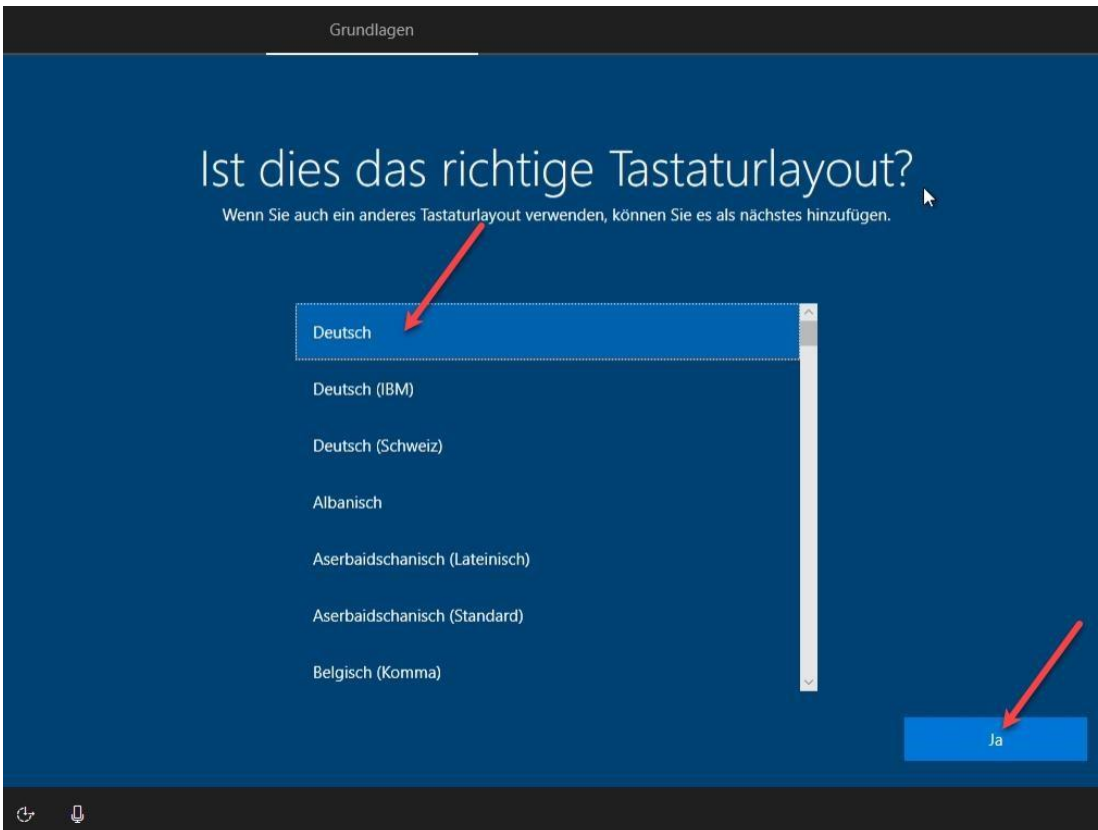 Grundlagen
Ist dies das richtige Tastaturlayout?
Wenn Sie auch ein anderes Tastaturlayout verwenden, können Sie es als nächstes hinzufügen.
Deutsch
Deutsch (IBM)
Deutsch (Schweiz)
Albanisch
Aserbaidschanisch (Lateinisch)
Aserbaidschanisch (Standard)
Belgisch (Komma)
Ja